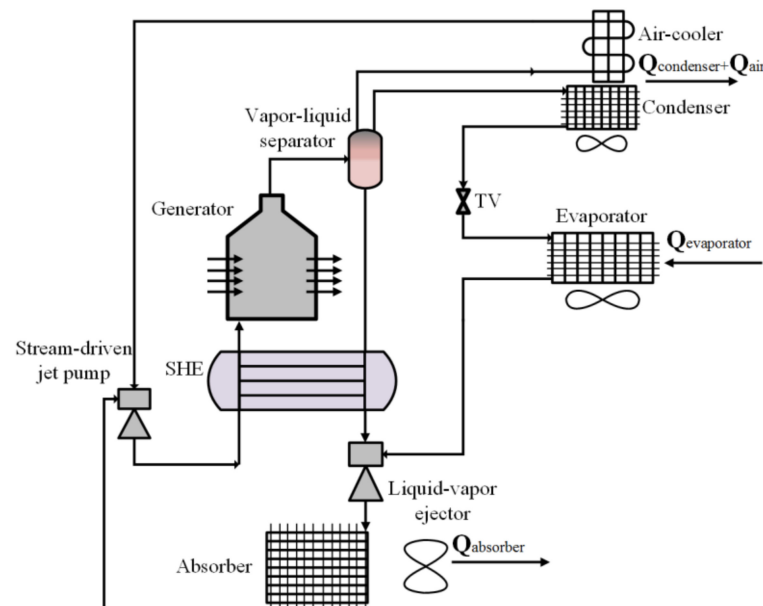 Air-cooler
Qcondenser+Qair
Condenser
Vapor-liquid
separator
Generator
TV
Evaporator
Qevaporator
Stream-driven
jet pump
SHE
Liquid-vapor
ejector
Absorber
Qabsorber